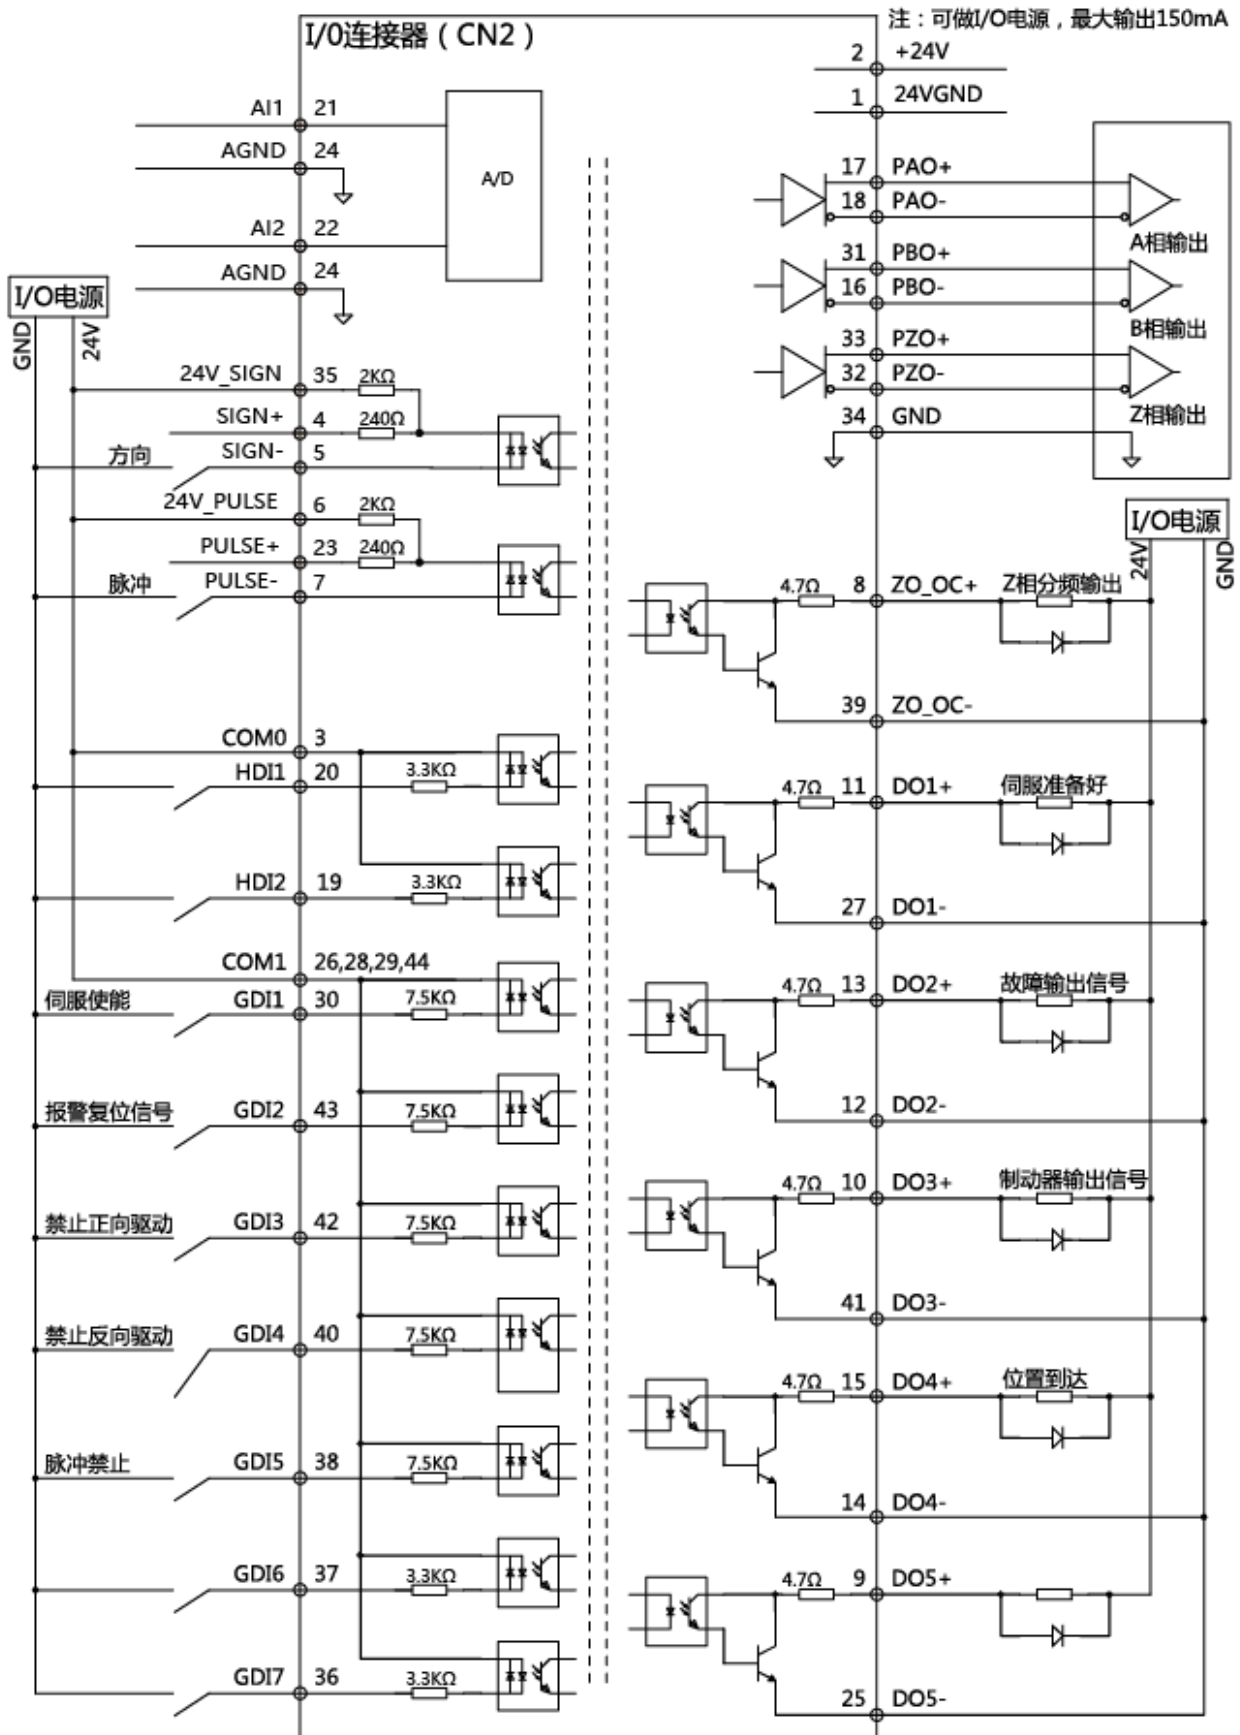 注：可做I/O电源，最大输出150mA
I/0连接器（CN2）
2 +24V
1 24VGND
AI1 21
AGND 24
A/D
AI2 22
AGND 24
17 PAO+
18 PAO-
A相输出
31 PBO+
16 PBO-
B相输出
33 PZO+
32 PZO-
Z相输出
34 GND
I/O电源
GND
24V
24V_SIGN 35 2KΩ
SIGN+ 4 240Ω
方向 SIGN- 5
24V_PULSE 6 2KΩ
PULSE+ 23 240Ω
脉冲 PULSE- 7
COM0 3
HDI1 20 3.3KΩ
HDI2 19 3.3KΩ
COM1 26,28,29,44
伺服使能 GDI1 30 7.5KΩ
报警复位信号 GDI2 43 7.5KΩ
禁止正向驱动 GDI3 42 7.5KΩ
禁止反向驱动 GDI4 40 7.5KΩ
脉冲禁止 GDI5 38 7.5KΩ
GDI6 37 3.3KΩ
GDI7 36 3.3KΩ
I/O电源
24V
GND
4.7Ω 8 ZO_OC+ Z相分频输出
39 ZO_OC-
4.7Ω 11 DO1+ 伺服准备好
27 DO1-
4.7Ω 13 DO2+ 故障输出信号
12 DO2-
4.7Ω 10 DO3+ 制动器输出信号
41 DO3-
4.7Ω 15 DO4+ 位置到达
14 DO4-
4.7Ω 9 DO5+
25 DO5-